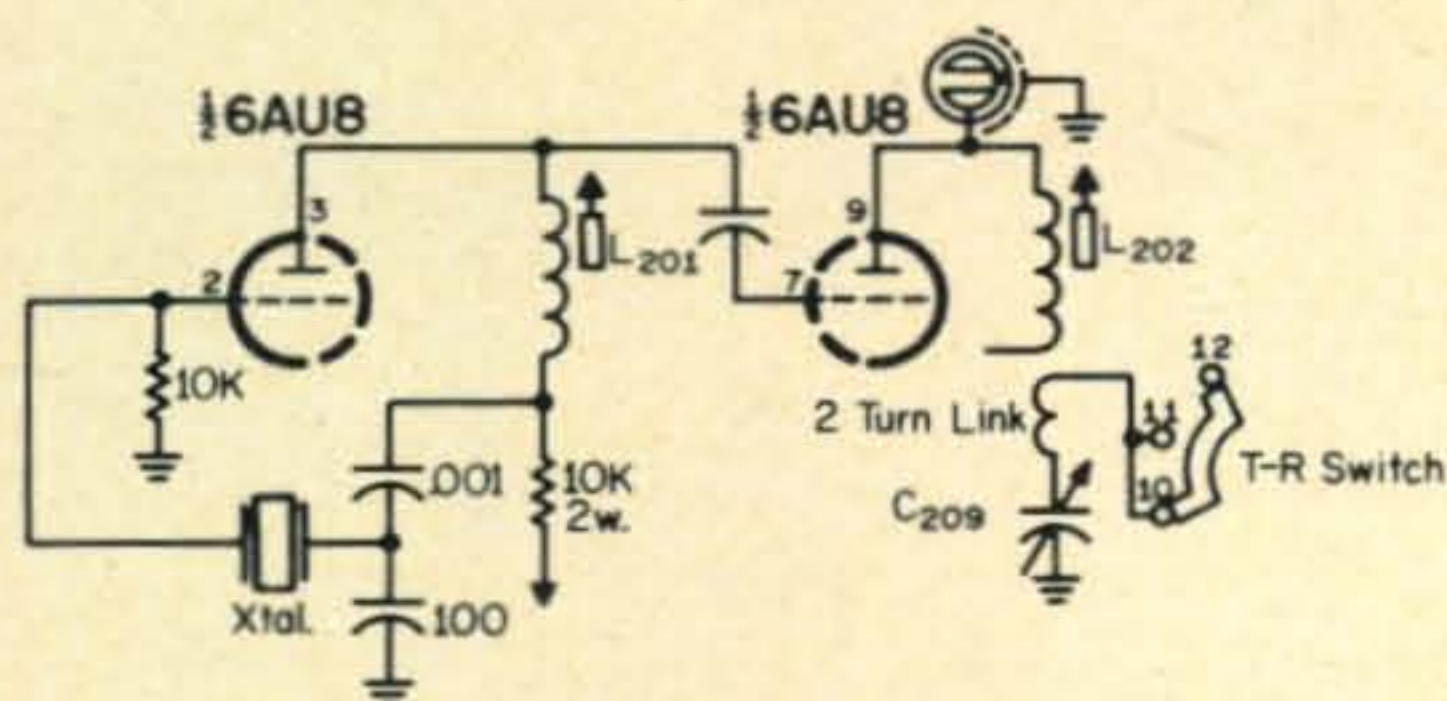 ½6AU8
½6AU8
3
2
9
7
L201
L202
10K
.001
10K
2w.
Xtal.
100
2 Turn Link
C209
12
11
10
T-R Switch